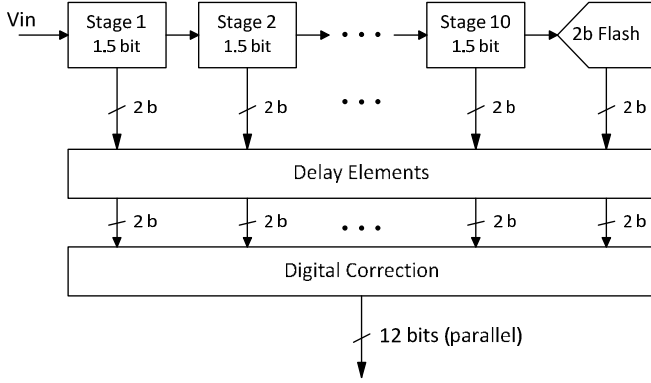 Vin
Stage 1
1.5 bit
Stage 2
1.5 bit
• • •
Stage 10
1.5 bit
2b Flash
2 b
2 b
• • •
2 b
2 b
Delay Elements
2 b
2 b
• • •
2 b
2 b
Digital Correction
12 bits (parallel)